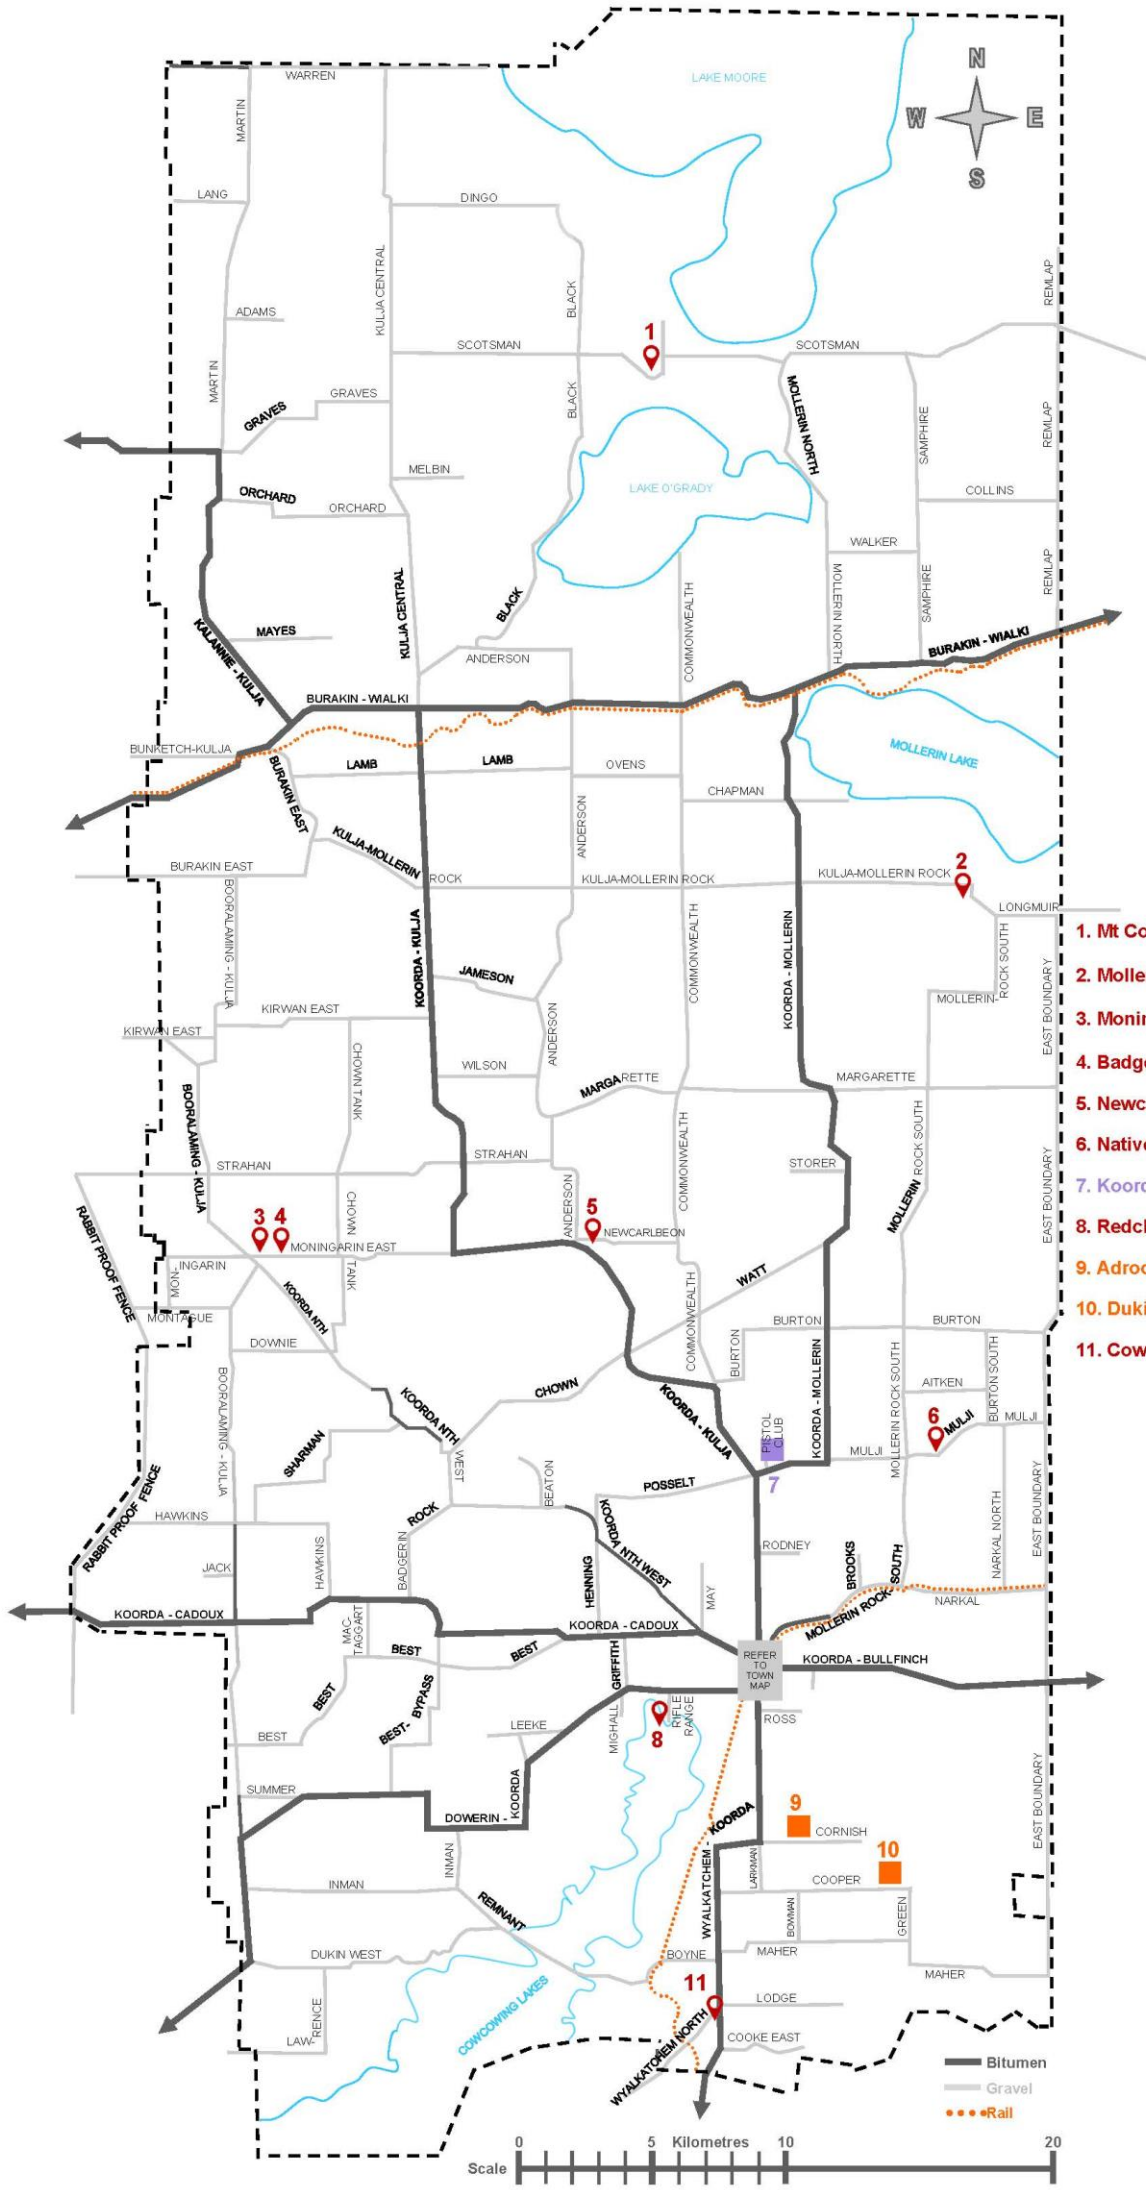 WARREN
LAKE MOORE
N
W E
S
MARTIN
LANG
DINGO
KULJA CENTRAL
BLACK
REMLAP
ADAMS
1
SCOTSMAN
SCOTSMAN
MARTIN
GRAVES
GRAVES
BLACK
MOLLERIN NORTH
SAMPHIRE
REMLAP
MELBIN
LAKE O'GRADY
ORCHARD
ORCHARD
COLLINS
WALKER
KULJA CENTRAL
BLACK
COMMONWEALTH
MOLLERIN NORTH
SAMPHIRE
REMLAP
KALANNIE - KULJA
MAYES
ANDERSON
BURAKIN - WIALKI
BURAKIN - WIALKI
BUNKETCH-KULJA
BURAKIN EAST
LAMB
LAMB
OVENS
MOLLERIN LAKE
CHAPMAN
KULJA-MOLLERIN
ROCK
ANDERSON
KULJA-MOLLERIN ROCK
KULJA-MOLLERIN ROCK
2
BURAKIN EAST
BOORALAMING - KULJA
LONGMUIR
KOORDA - KULJA
COMMONWEALTH
KOORDA - MOLLERIN
ROCK SOUTH
MOLLERIN-
EAST BOUNDARY
JAMESON
KIRWAN EAST
KIRWAN EAST
ANDERSON
CHOWN TANK
WILSON
MARGARETTE
MARGARETTE
BOORALAMING - KULJA
COMMONWEALTH
MOLLERIN ROCK SOUTH
STRAHAN
STRAHAN
STORER
EAST BOUNDARY
RABBIT PROOF FENCE
3 4
CHOWN
TANK
ANDERSON
5
NEWCARLBEON
MONINGARIN EAST
MON-
INGARIN
KOORDA NTH
WATT
MONTAGUE
DOWNIE
COMMONWEALTH
BURTON
BURTON
BURTON
BOORALAMING - KULJA
CHOWN
KOORDA - KULJA
KOORDA - MOLLERIN
MOLLERIN ROCK SOUTH
AITKEN
BURTON SOUTH
KOORDA NTH
WEST
SHARMAN
PISTOL
CLUB
7
MULJI
6
MULJI
MULJI
EAST BOUNDARY
RABBIT PROOF FENCE
HAWKINS
BEATON
POSSELT
ROCK
BADGERIN
KOORDA NTH WEST
RODNEY
BROOKS
NARKAL NORTH
JACK
HAWKINS
HENNING
MAY
MOLLERIN ROCK-SOUTH
NARKAL
KOORDA - CADOUX
KOORDA - CADOUX
MAC-
TAGGART
BEST
BEST
GRIFFITH
REFER
TO
TOWN
MAP
KOORDA - BULLFINCH
BEST
BEST- BYPASS
BEST
LEEKE
MIGHALL
8
RIFLE
RANGE
ROSS
SUMMER
DOWERIN - KOORDA
WYALKATCHEM - KOORDA
9
CORNISH
EAST BOUNDARY
10
LARKMAN
COOPER
INMAN
INMAN
REMNANT
BOWMAN
GREEN
DUKIN WEST
BOYNE
MAHER
MAHER
LAW-
RENCE
COWCOWING LAKES
11
LODGE
WYALKATCHEM NORTH
COOKE EAST
1. Mt Co
2. Molle
3. Monin
4. Badge
5. Newc
6. Native
7. Koord
8. Redcl
9. Adroc
10. Duki
11. Cow
Bitumen
Gravel
Rail
0 5 Kilometres 10 20
Scale